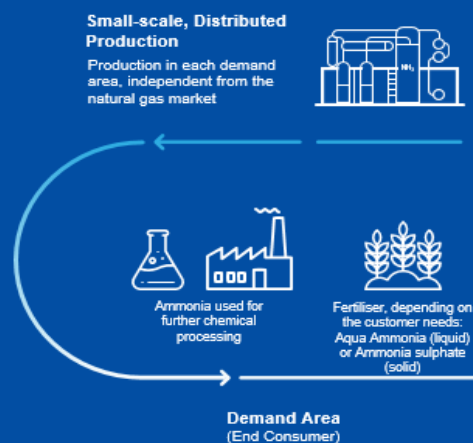 Small-scale, Distributed
Production
Production in each demand
area, independent from the
natural gas market
NH₃
Ammonia used for
further chemical
processing
Fertiliser, depending on
the customer needs:
Aqua Ammonia (liquid)
or Ammonia sulphate
(solid)
Demand Area
(End Consumer)